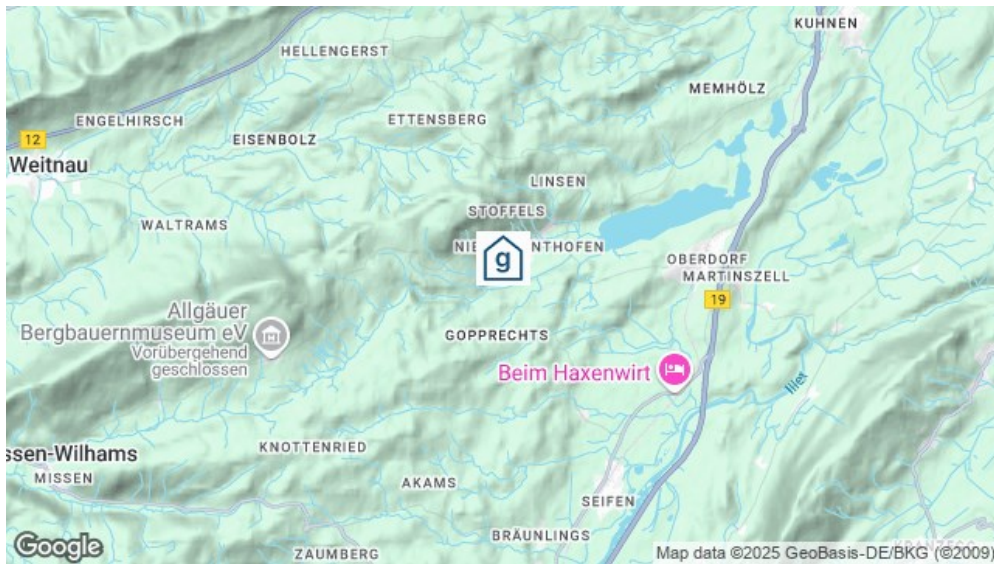 KUHNEN
HELLENGERST
MEMHÖLZ
ENGELHIRSCH
ETTENSBERG
12
EISENBOLZ
Weitnau
LINSEN
STOFFELS
WALTRAMS
g
OBERDORF
MARTINSZELL
19
Allgäuer
Bergbauernmuseum eV
Vorübergehend
geschlossen
GOPPRECHTS
Beim Haxenwirt
Iller
ssen-Wilhams
KNOTTENRIED
MISSEN
AKAMS
SEIFEN
BRÄUNLINGS
ZAUMBERG
Google
Map data ©2025 GeoBasis-DE/BKG (©2009)